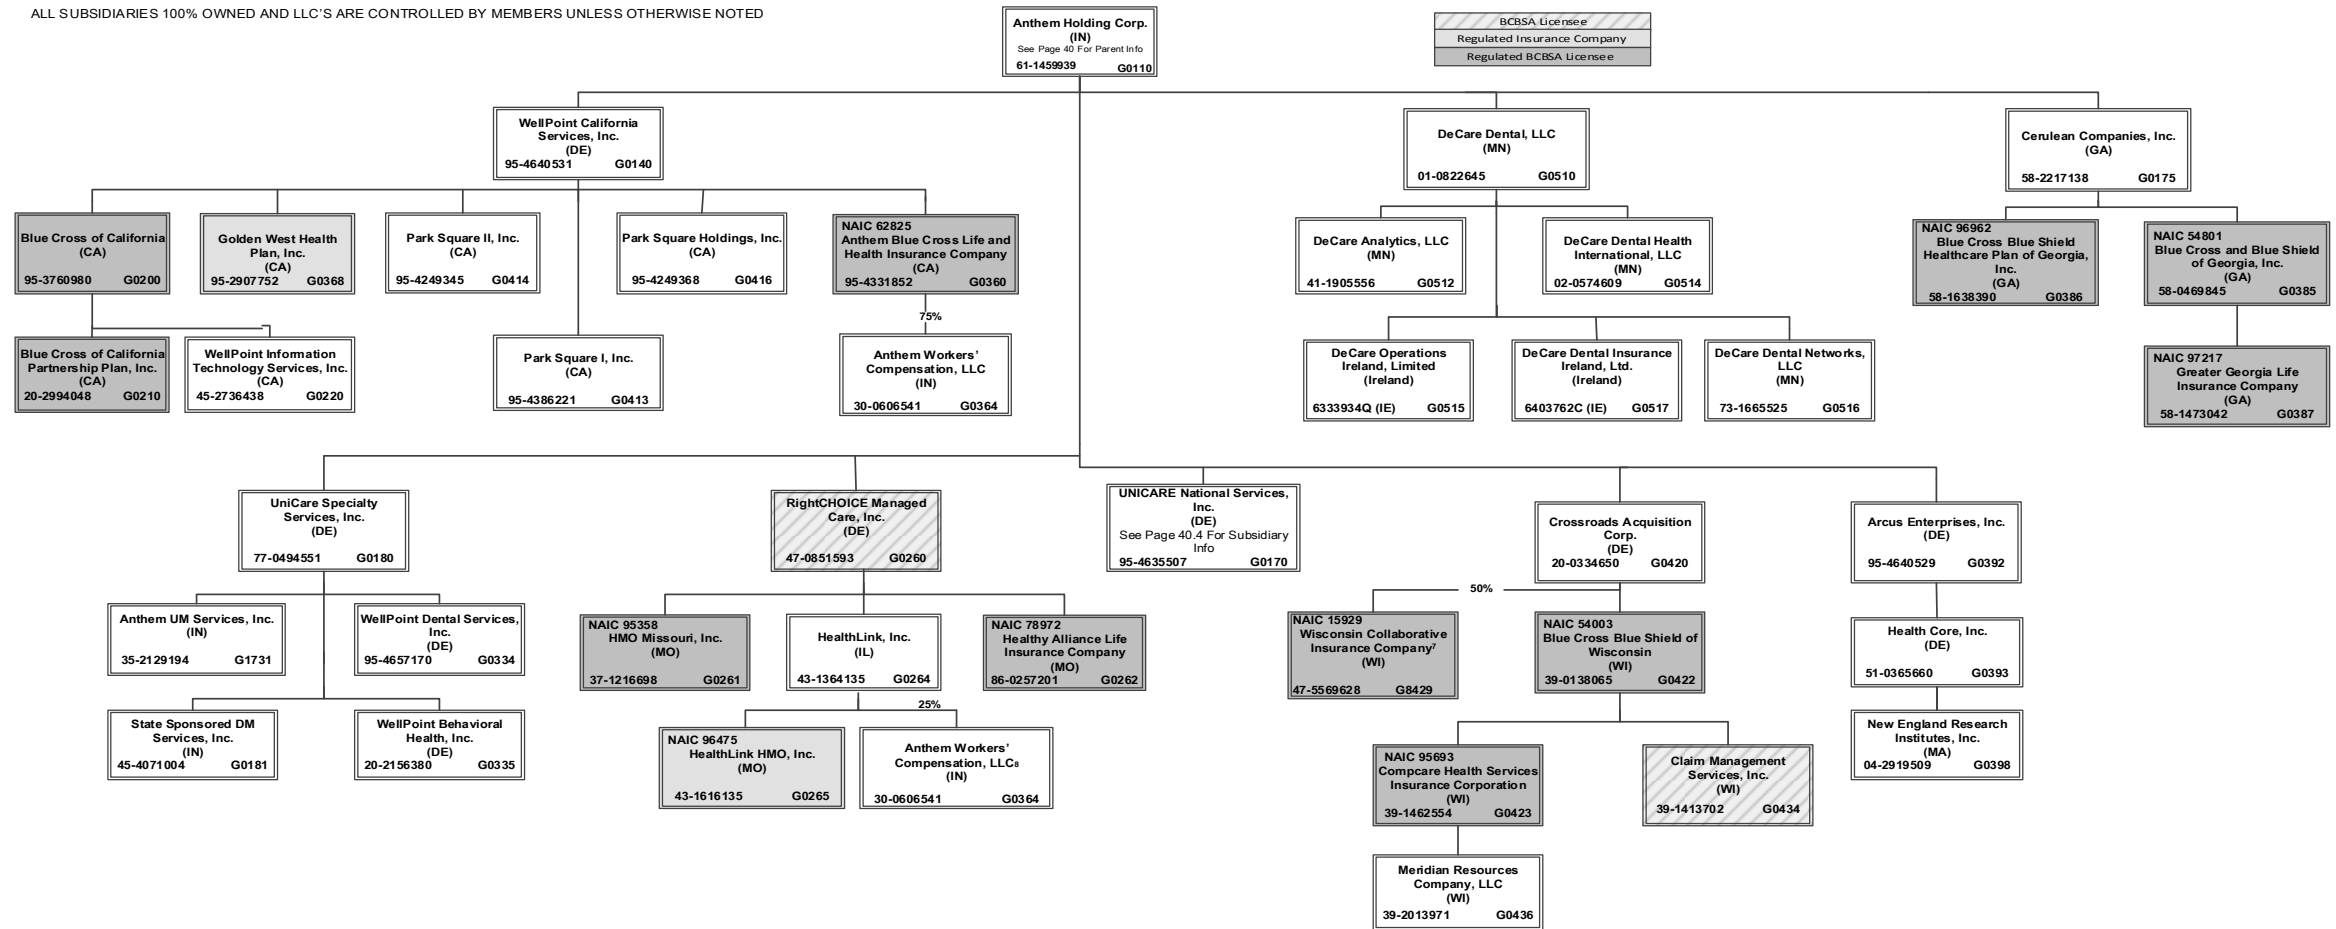 ALL SUBSIDIARIES 100% OWNED AND LLC'S ARE CONTROLLED BY MEMBERS UNLESS OTHERWISE NOTED
Anthem Holding Corp.
(IN)
See Page 40 For Parent Info
61-1459939 G0110
BCBSA Licensee
Regulated Insurance Company
Regulated BCBSA Licensee
WellPoint California
Services, Inc.
(DE)
95-4640531 G0140
DeCare Dental, LLC
(MN)
01-0822645 G0510
Cerulean Companies, Inc.
(GA)
58-2217138 G0175
Blue Cross of California
(CA)
95-3760980 G0200
Golden West Health
Plan, Inc.
(CA)
95-2907752 G0368
Park Square II, Inc.
(CA)
95-4249345 G0414
Park Square Holdings, Inc.
(CA)
95-4249368 G0416
NAIC 62825
Anthem Blue Cross Life and
Health Insurance Company
(CA)
95-4331852 G0360
DeCare Analytics, LLC
(MN)
41-1905556 G0512
DeCare Dental Health
International, LLC
(MN)
02-0574609 G0514
NAIC 96962
Blue Cross Blue Shield
Healthcare Plan of Georgia,
Inc.
(GA)
58-1638390 G0386
NAIC 54801
Blue Cross and Blue Shield
of Georgia, Inc.
(GA)
58-0469845 G0385
75%
Blue Cross of California
Partnership Plan, Inc.
(CA)
20-2994048 G0210
WellPoint Information
Technology Services, Inc.
(CA)
45-2736438 G0220
Park Square I, Inc.
(CA)
95-4386221 G0413
Anthem Workers'
Compensation, LLC
(IN)
30-0606541 G0364
DeCare Operations
Ireland, Limited
(Ireland)
6333934Q (IE) G0515
DeCare Dental Insurance
Ireland, Ltd.
(Ireland)
6403762C (IE) G0517
DeCare Dental Networks,
LLC
(MN)
73-1665525 G0516
NAIC 97217
Greater Georgia Life
Insurance Company
(GA)
58-1473042 G0387
UniCare Specialty
Services, Inc.
(DE)
77-0494551 G0180
RightCHOICE Managed
Care, Inc.
(DE)
47-0851593 G0260
UNICARE National Services,
Inc.
(DE)
See Page 40.4 For Subsidiary
Info
95-4635507 G0170
Crossroads Acquisition
Corp.
(DE)
20-0334650 G0420
Arcus Enterprises, Inc.
(DE)
95-4640529 G0392
50%
Anthem UM Services, Inc.
(IN)
35-2129194 G1731
WellPoint Dental Services,
Inc.
(DE)
95-4657170 G0334
NAIC 95358
HMO Missouri, Inc.
(MO)
37-1216698 G0261
HealthLink, Inc.
(IL)
43-1364135 G0264
NAIC 78972
Healthy Alliance Life
Insurance Company
(MO)
86-0257201 G0262
NAIC 15929
Wisconsin Collaborative
Insurance Company⁷
(WI)
47-5569628 G8429
NAIC 54003
Blue Cross Blue Shield of
Wisconsin
(WI)
39-0138065 G0422
Health Core, Inc.
(DE)
51-0365660 G0393
25%
State Sponsored DM
Services, Inc.
(IN)
45-4071004 G0181
WellPoint Behavioral
Health, Inc.
(DE)
20-2156380 G0335
NAIC 96475
HealthLink HMO, Inc.
(MO)
43-1616135 G0265
Anthem Workers'
Compensation, LLC₈
(IN)
30-0606541 G0364
NAIC 95693
Compcare Health Services
Insurance Corporation
(WI)
39-1462554 G0423
Claim Management
Services, Inc.
(WI)
39-1413702 G0434
New England Research
Institutes, Inc.
(MA)
04-2919509 G0398
Meridian Resources
Company, LLC
(WI)
39-2013971 G0436